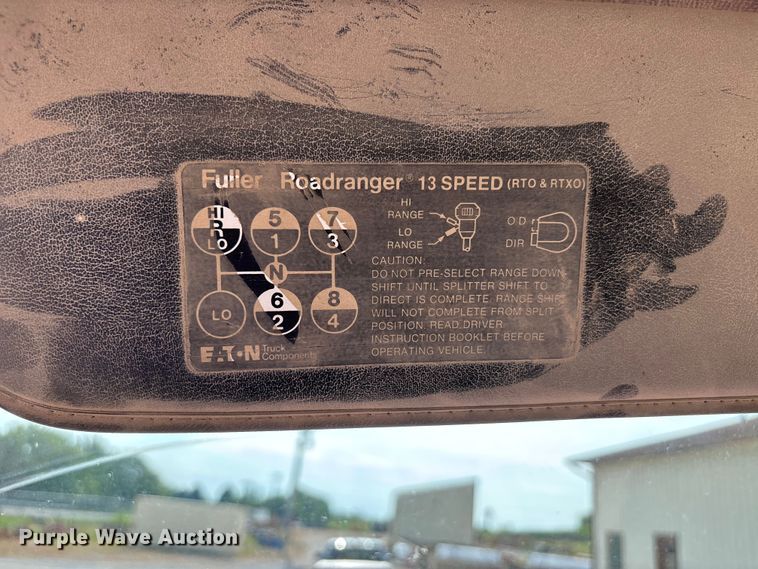 Fuller Roadranger® 13 SPEED (RTO & RTXO)
HI R LO
5 1
7 3
HI RANGE
LO RANGE
O D
DIR
N
LO
6 2
8 4
CAUTION:
DO NOT PRE-SELECT RANGE DOWN-
SHIFT UNTIL SPLITTER SHIFT TO
DIRECT IS COMPLETE. RANGE SHIFT
WILL NOT COMPLETE FROM SPLIT
POSITION. READ DRIVER
INSTRUCTION BOOKLET BEFORE
OPERATING VEHICLE
EATON Truck Components
Purple Wave Auction